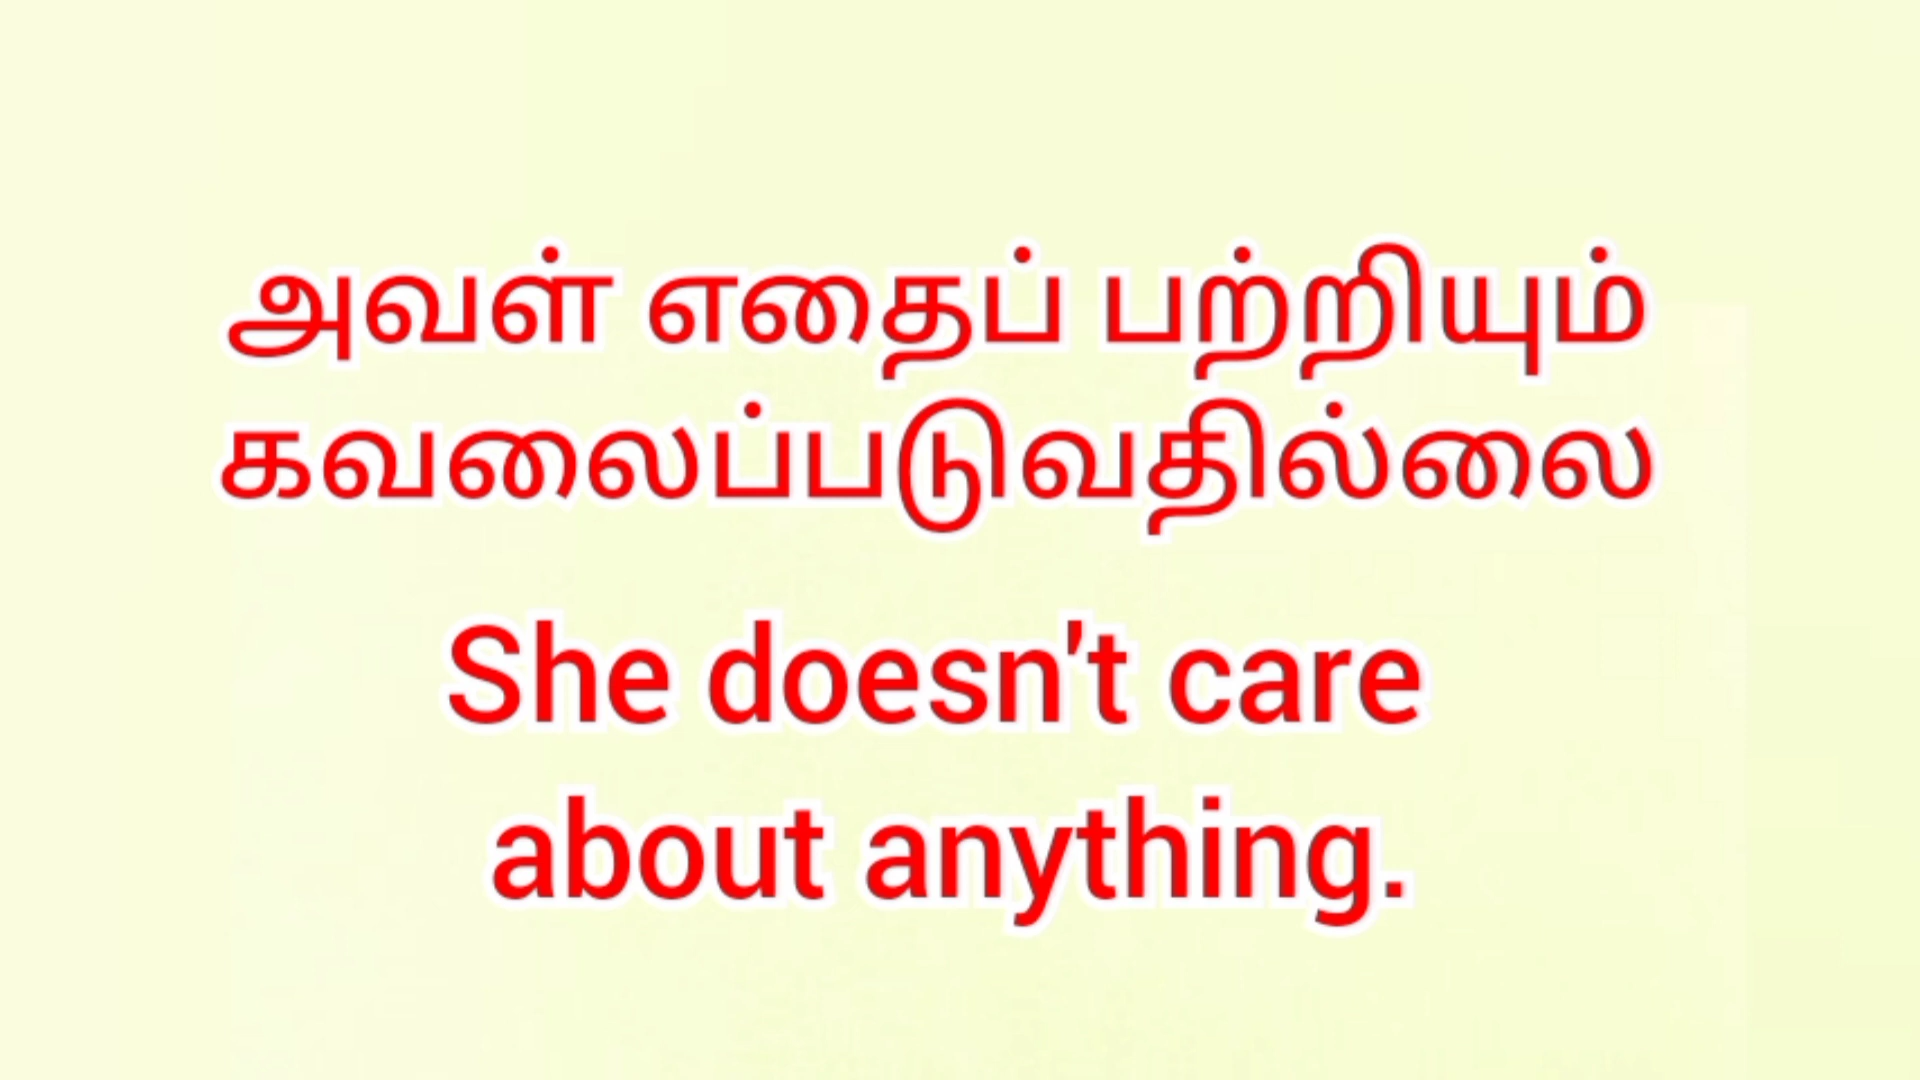 அவள் எதைப் பற்றியும்
கவலைப்படுவதில்லை
She doesn't care
about anything.